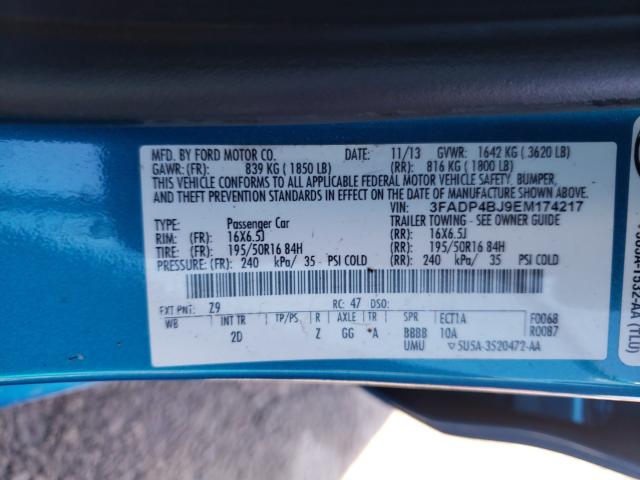 MFD. BY FORD MOTOR CO. DATE: 11/13 GVWR: 1642 KG ( 3620 LB)
GAWR: (FR): 839 KG ( 1850 LB) (RR): 816 KG ( 1800 LB)
THIS VEHICLE CONFORMS TO ALL APPLICABLE FEDERAL MOTOR VEHICLE SAFETY, BUMPER,
AND THEFT PREVENTION STANDARDS IN EFFECT ON THE DATE OF MANUFACTURE SHOWN ABOVE.
VIN: 3FADP4BJ9EM174217
TYPE: Passenger Car TRAILER TOWING - SEE OWNER GUIDE
RIM: (FR): 16X6.5J (RR): 16X6.5J
TIRE: (FR): 195/50R16 84H (RR): 195/50R16 84H
PRESSURE: (FR): 240 kPa/ 35 PSI COLD (RR): 240 kPa/ 35 PSI COLD
EXT PNT: Z9 RC: 47 DSO:
WB INT TR TP/PS R AXLE TR SPR ECT1A F0068
2D Z GG A BBBB 10A R0087
UMU 5U5A-3520472-AA
(TLD)